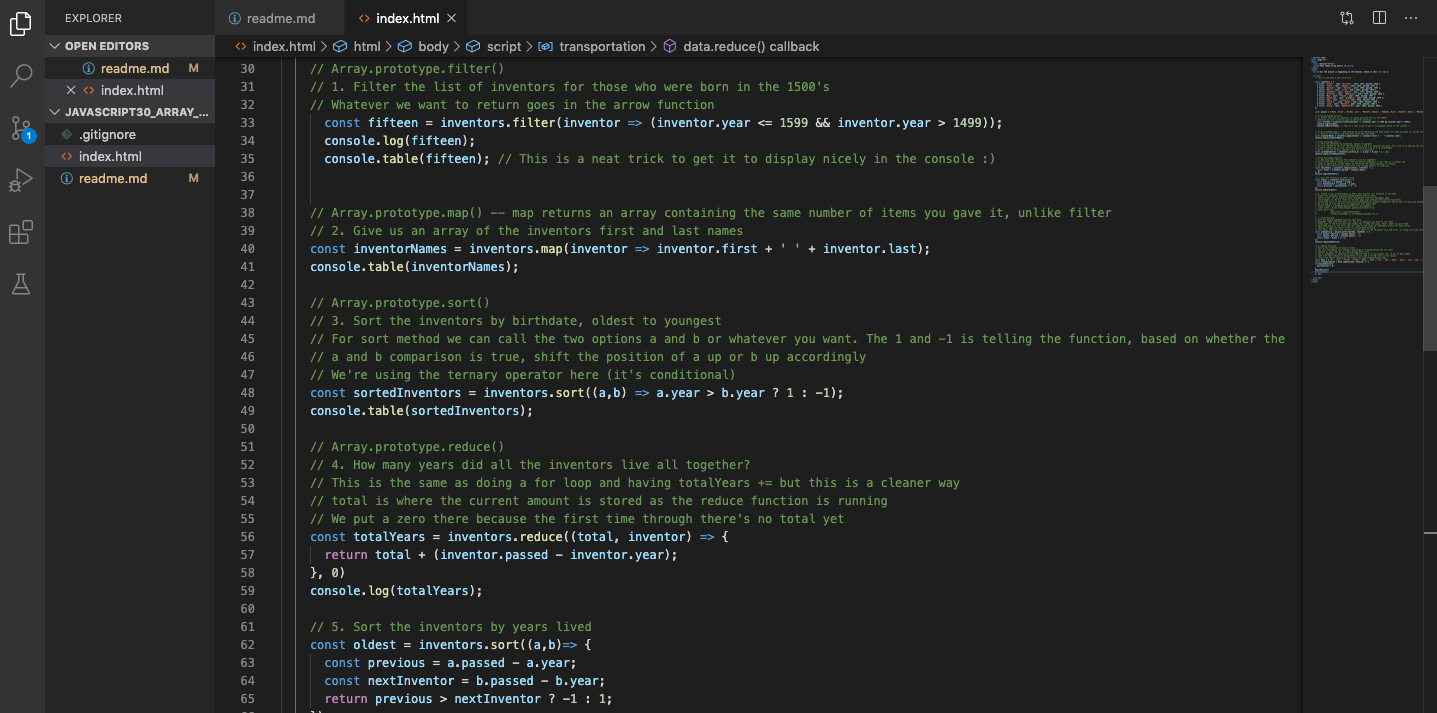 EXPLORER
OPEN EDITORS
readme.md M
index.html
JAVASCRIPT30_ARRAY_...
.gitignore
index.html
readme.md M
1
readme.md
index.html
index.html > html > body > script > transportation > data.reduce() callback
30 // Array.prototype.filter()
31 // 1. Filter the list of inventors for those who were born in the 1500's
32 // Whatever we want to return goes in the arrow function
33 const fifteen = inventors.filter(inventor => (inventor.year <= 1599 && inventor.year > 1499));
34 console.log(fifteen);
35 console.table(fifteen); // This is a neat trick to get it to display nicely in the console :)
36
37
38 // Array.prototype.map() -- map returns an array containing the same number of items you gave it, unlike filter
39 // 2. Give us an array of the inventors first and last names
40 const inventorNames = inventors.map(inventor => inventor.first + ' ' + inventor.last);
41 console.table(inventorNames);
42
43 // Array.prototype.sort()
44 // 3. Sort the inventors by birthdate, oldest to youngest
45 // For sort method we can call the two options a and b or whatever you want. The 1 and -1 is telling the function, based on whether the
46 // a and b comparison is true, shift the position of a up or b up accordingly
47 // We're using the ternary operator here (it's conditional)
48 const sortedInventors = inventors.sort((a,b) => a.year > b.year ? 1 : -1);
49 console.table(sortedInventors);
50
51 // Array.prototype.reduce()
52 // 4. How many years did all the inventors live all together?
53 // This is the same as doing a for loop and having totalYears += but this is a cleaner way
54 // total is where the current amount is stored as the reduce function is running
55 // We put a zero there because the first time through there's no total yet
56 const totalYears = inventors.reduce((total, inventor) => {
57 return total + (inventor.passed - inventor.year);
58 }, 0)
59 console.log(totalYears);
60
61 // 5. Sort the inventors by years lived
62 const oldest = inventors.sort((a,b)=> {
63 const previous = a.passed - a.year;
64 const nextInventor = b.passed - b.year;
65 return previous > nextInventor ? -1 : 1;